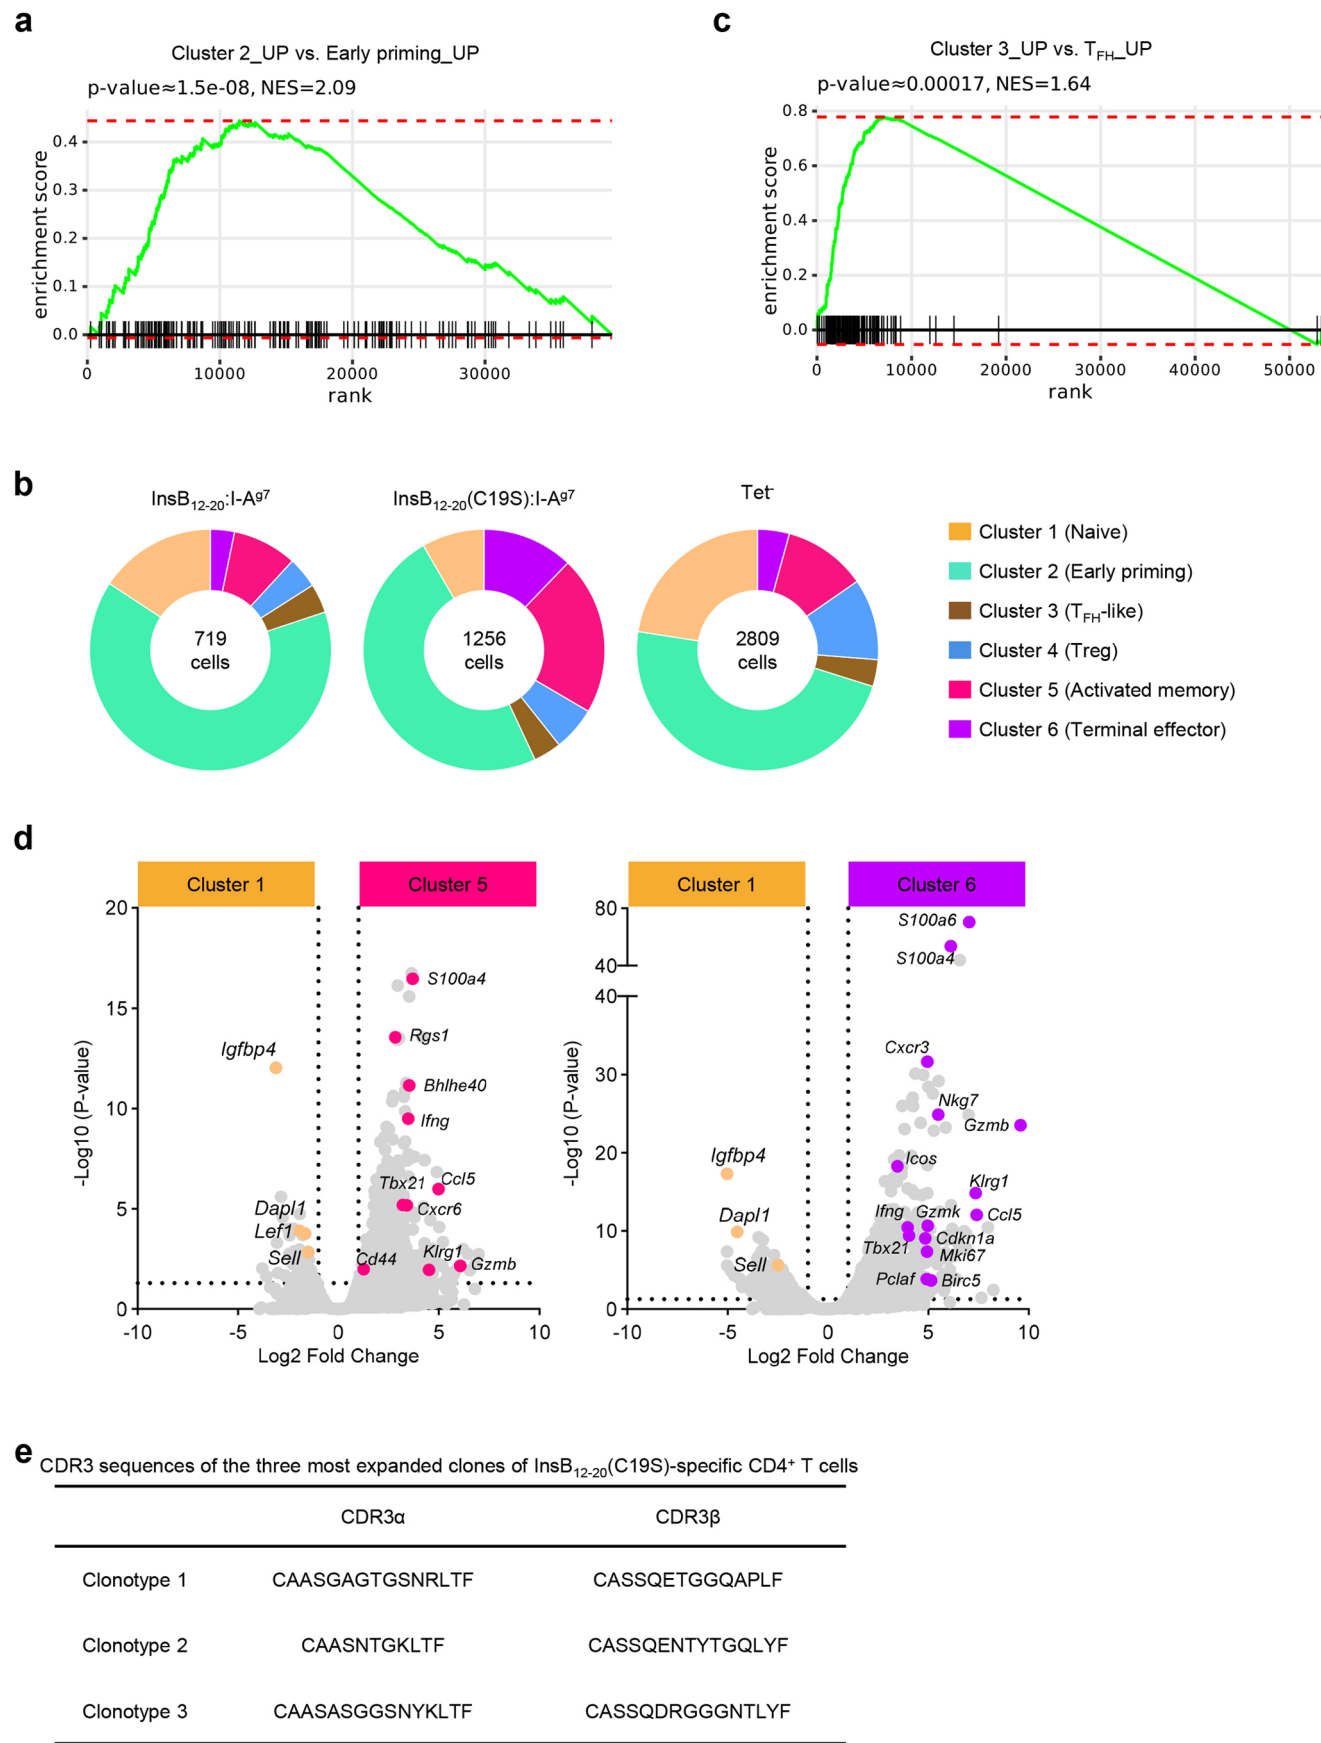 a
Cluster 2_UP vs. Early priming_UP
p-value≈1.5e-08, NES=2.09
enrichment score
0.4
0.3
0.2
0.1
0.0
0 10000 20000 30000
rank
c
Cluster 3_UP vs. TFH_UP
p-value≈0.00017, NES=1.64
enrichment score
0.8
0.6
0.4
0.2
0.0
0 10000 20000 30000 40000 50000
rank
b
InsB12-20:I-Ag7
719
cells
InsB12-20(C19S):I-Ag7
1256
cells
Tet-
2809
cells
Cluster 1 (Naive)
Cluster 2 (Early priming)
Cluster 3 (TFH-like)
Cluster 4 (Treg)
Cluster 5 (Activated memory)
Cluster 6 (Terminal effector)
d
Cluster 1 Cluster 5
-Log10 (P-value)
20
15
10
5
0
S100a4
Rgs1
Igfbp4
Bhlhe40
Ifng
Tbx21 Ccl5
Cxcr6
Dapl1
Lef1
Sell
Cd44 Klrg1 Gzmb
-10 -5 0 5 10
Log2 Fold Change
Cluster 1 Cluster 6
-Log10 (P-value)
80
40
40
30
20
10
0
S100a6
S100a4
Cxcr3
Nkg7
Gzmb
Igfbp4
Icos
Klrg1
Dapl1
Ifng Gzmk Ccl5
Tbx21 Cdkn1a
Mki67
Sell
Pclaf Birc5
-10 -5 0 5 10
Log2 Fold Change
e
CDR3 sequences of the three most expanded clones of InsB12-20(C19S)-specific CD4+ T cells
CDR3α CDR3β
Clonotype 1 CAASGAGTGSNRLTF CASSQETGGQAPLF
Clonotype 2 CAASNTGKLTF CASSQENTYTGQLYF
Clonotype 3 CAASASGGSNYKLTF CASSQDRGGGNTLYF